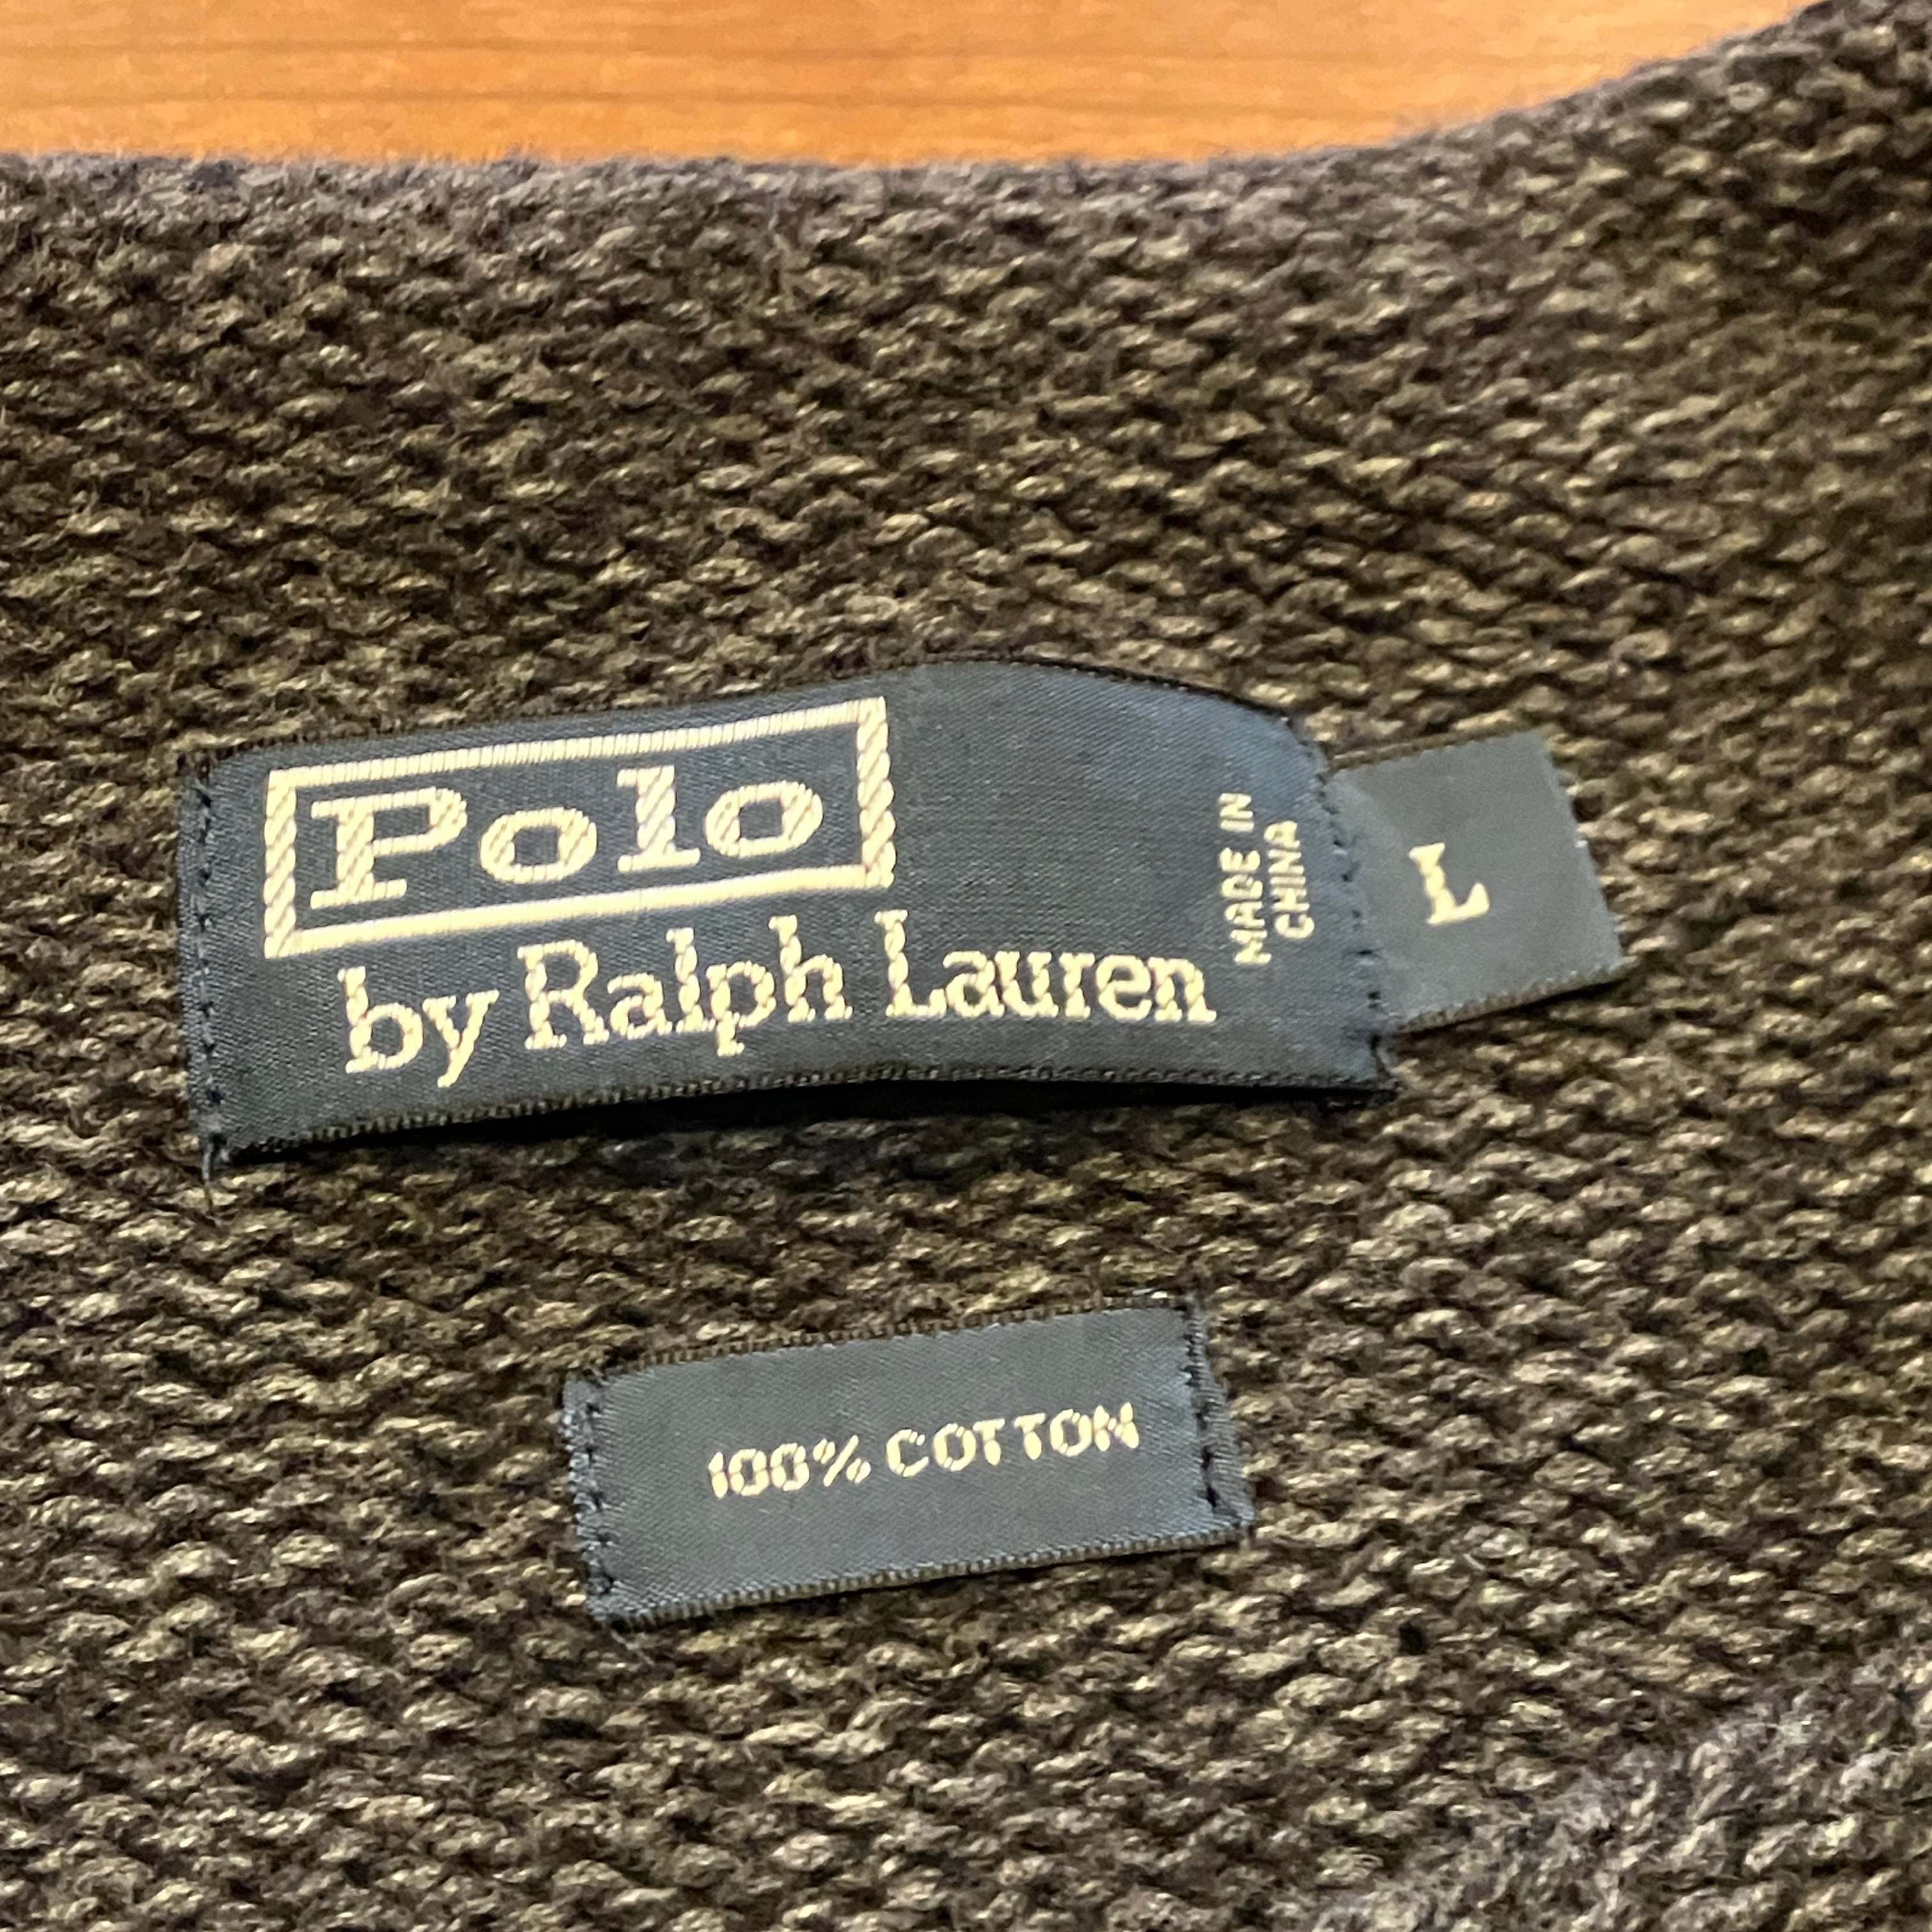 Polo
by Ralph Lauren
MADE IN
CHINA
L
100% COTTON